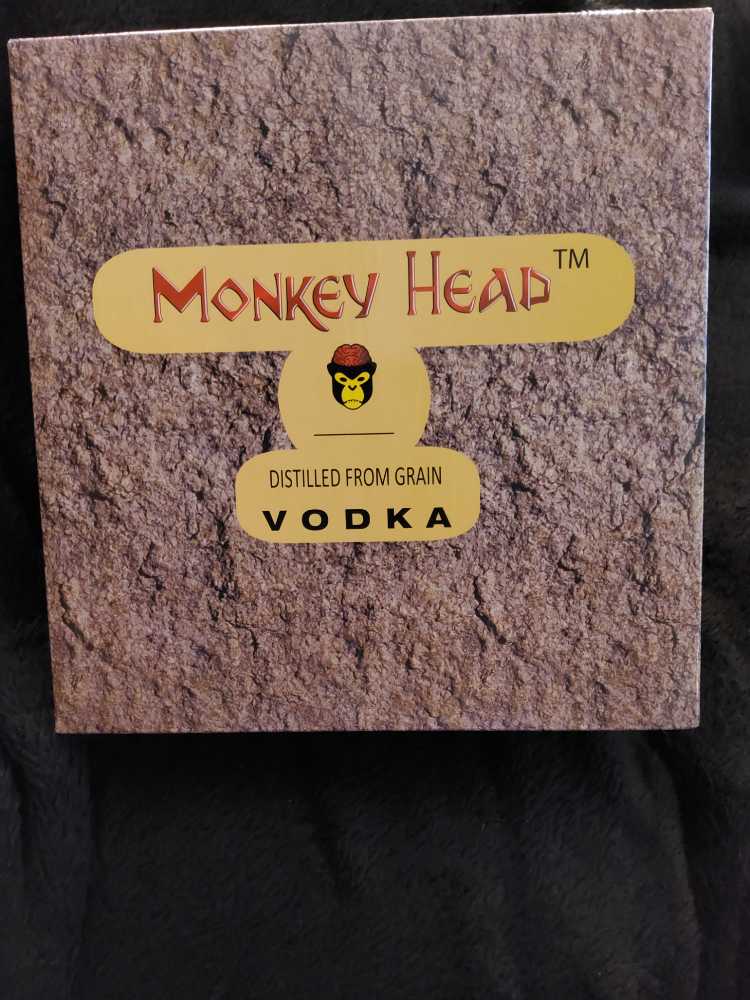 MONKEY HEAD™
DISTILLED FROM GRAIN
VODKA